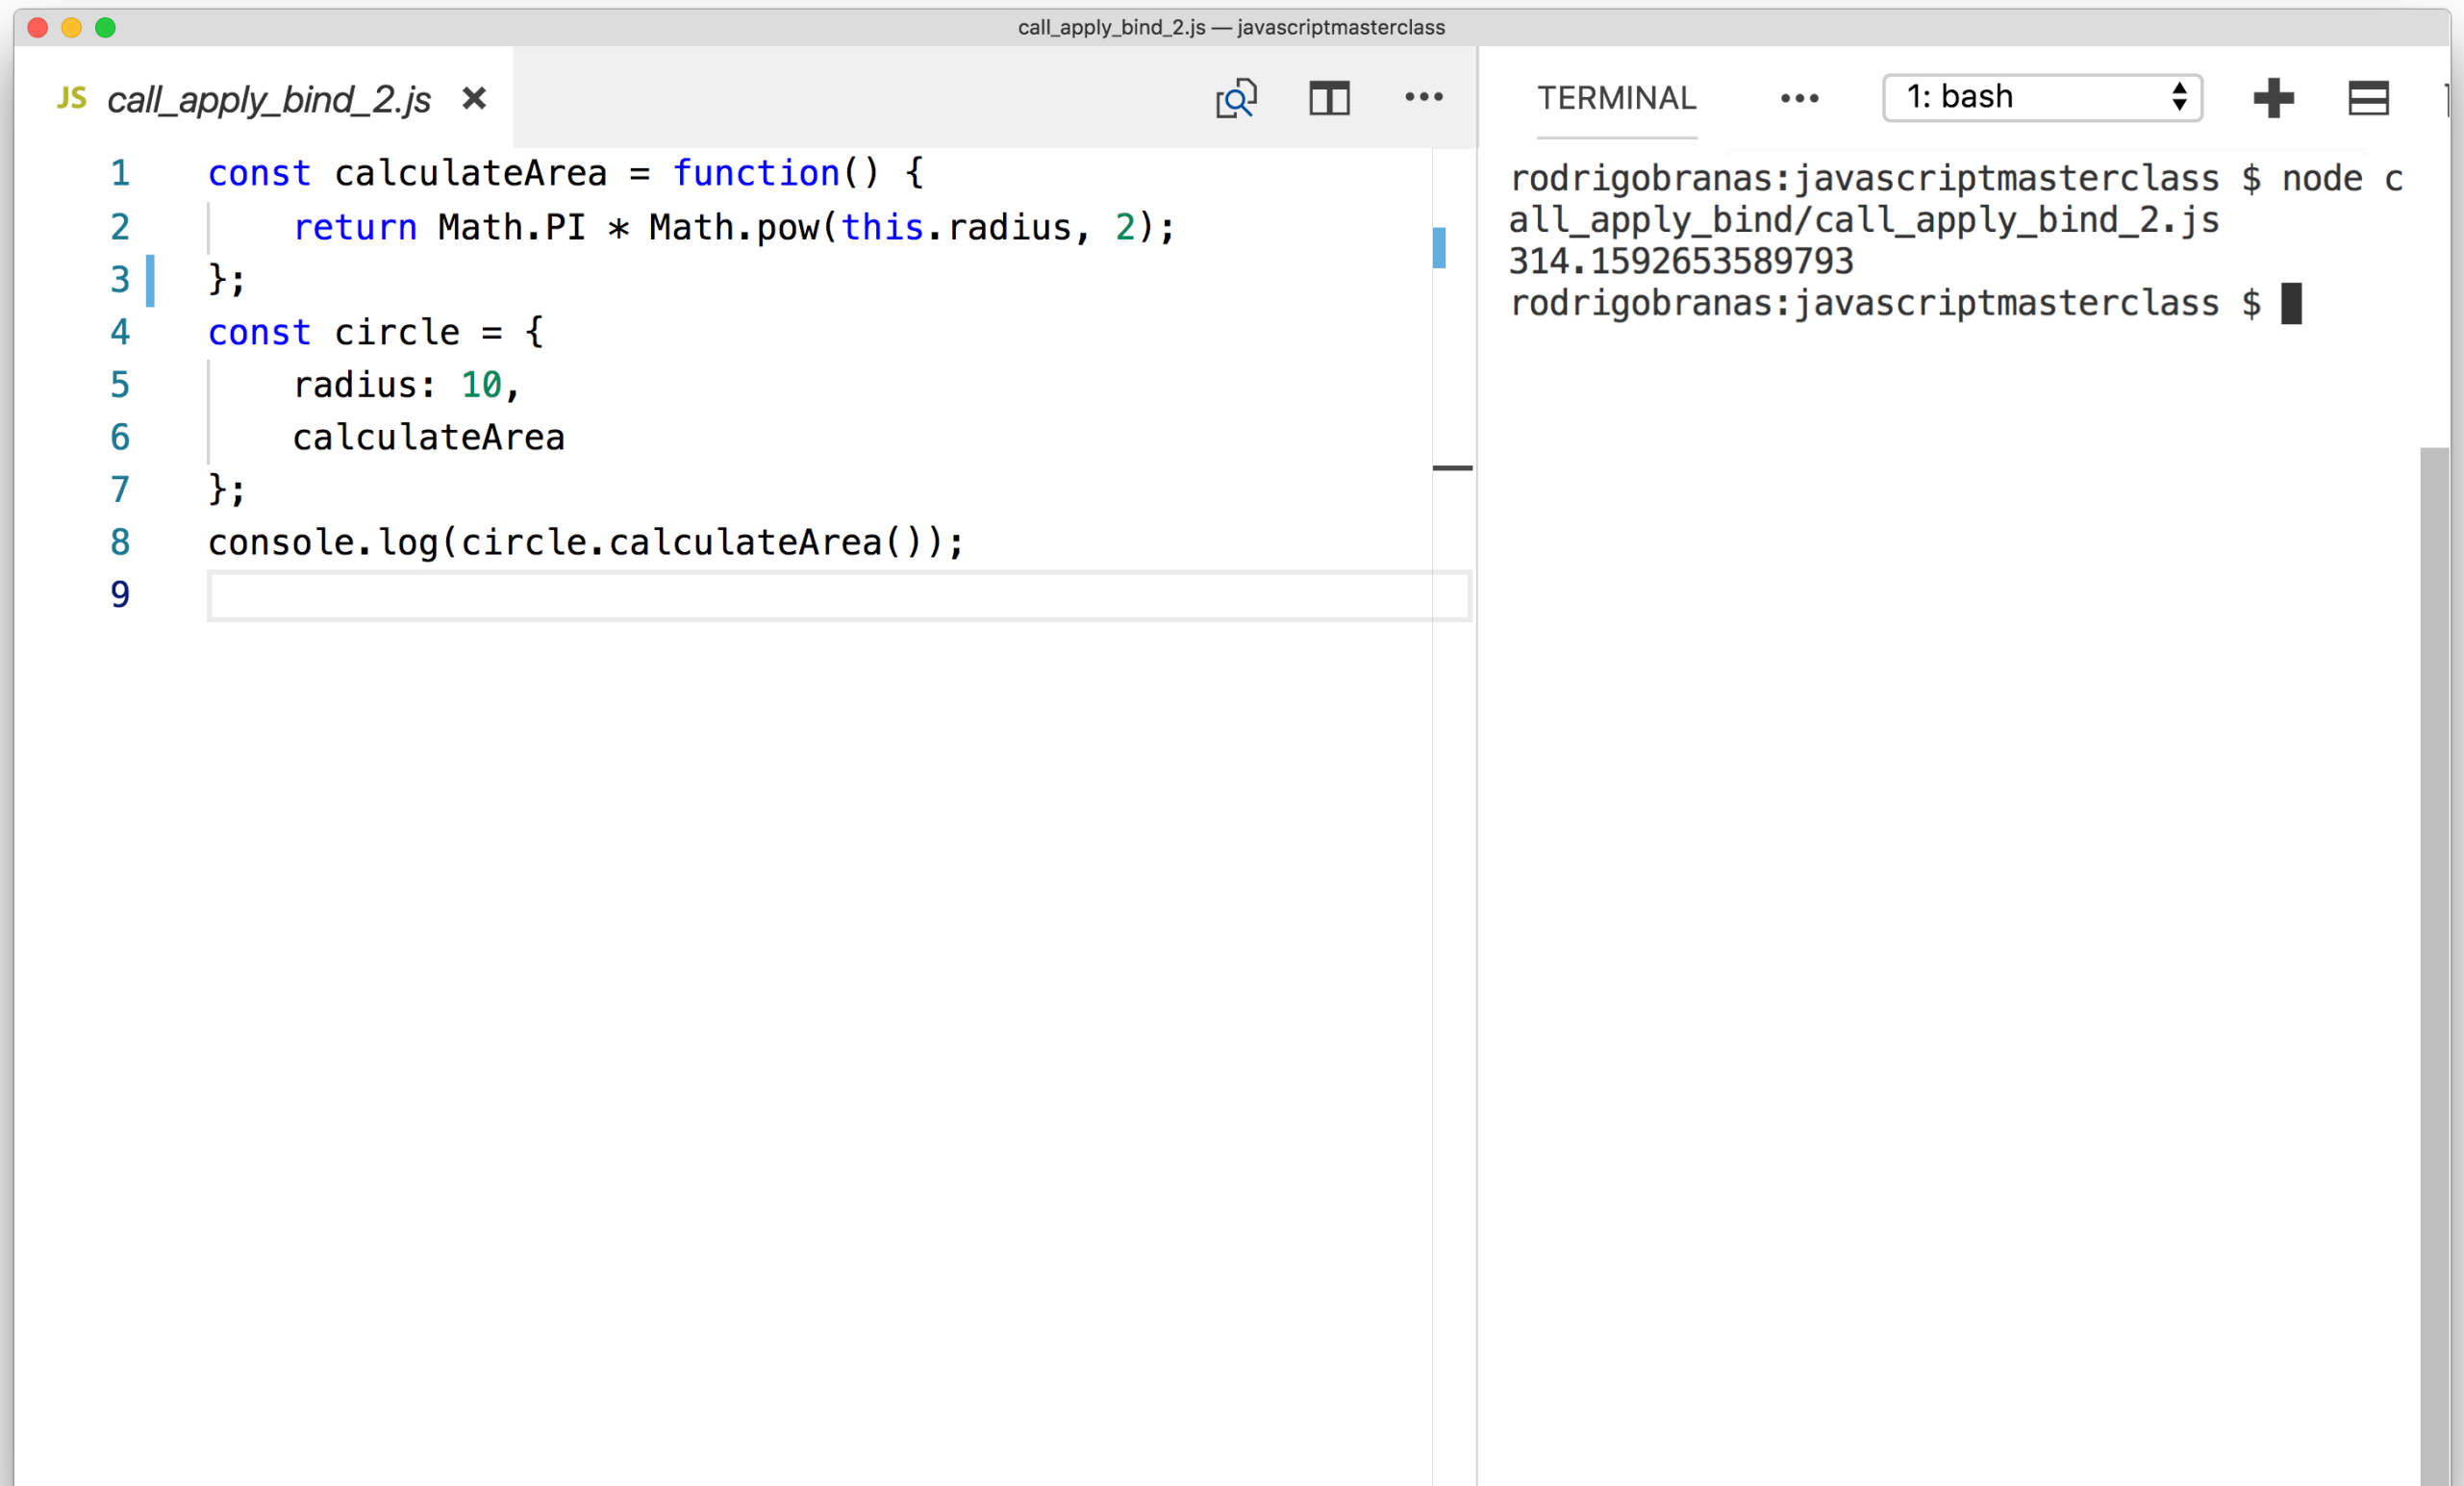 call_apply_bind_2.js — javascriptmasterclass
JS call_apply_bind_2.js
1 const calculateArea = function() {
2     return Math.PI * Math.pow(this.radius, 2);
3 };
4 const circle = {
5     radius: 10,
6     calculateArea
7 };
8 console.log(circle.calculateArea());
9
TERMINAL
1: bash
rodrigobranas:javascriptmasterclass $ node c
all_apply_bind/call_apply_bind_2.js
314.1592653589793
rodrigobranas:javascriptmasterclass $